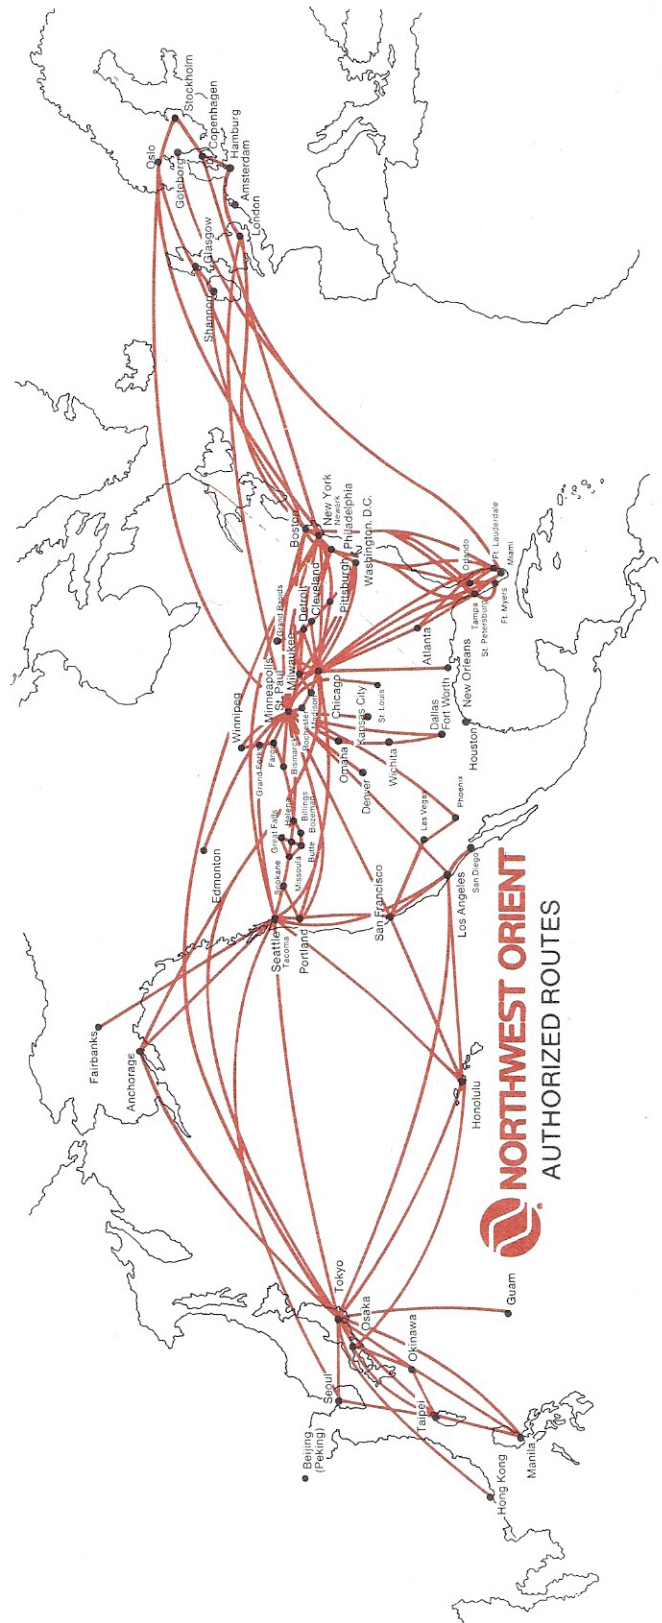 Stockholm
Oslo
Göteborg
Copenhagen
Hamburg
Amsterdam
London
Glasgow
Shannon
Boston
New York
Newark
Philadelphia
Washington, D.C.
Pittsburgh
Cleveland
Detroit
Grand Rapids
Milwaukee
Minneapolis
St. Paul
Madison
Rochester
Chicago
Winnipeg
Grand Forks
Fargo
Bismarck
Omaha
Kansas City
St. Louis
Denver
Wichita
Dallas
Fort Worth
Houston
New Orleans
Atlanta
Orlando
Tampa
St. Petersburg
Ft. Lauderdale
Miami
Ft. Myers
Great Falls
Helena
Billings
Bozeman
Butte
Missoula
Spokane
Edmonton
Seattle
Tacoma
Portland
San Francisco
Las Vegas
Phoenix
Los Angeles
San Diego
Fairbanks
Anchorage
Honolulu
NORTHWEST ORIENT
AUTHORIZED ROUTES
Tokyo
Osaka
Guam
Okinawa
Seoul
Taipei
Beijing
(Peking)
Manila
Hong Kong